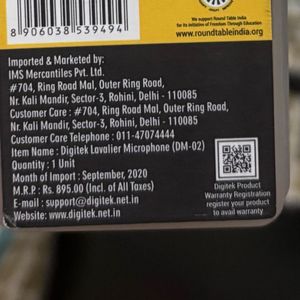 8906038539494
We support Round Table India
for its initiative of Freedom Through Education
www.roundtableindia.org
Imported & Marketed by:
IMS Mercantiles Pvt. Ltd.
#704, Ring Road Mal, Outer Ring Road,
Nr. Kali Mandir, Sector-3, Rohini, Delhi - 110085
Customer Care : #704, Ring Road Mal, Outer Ring Road,
Nr. Kali Mandir, Sector-3, Rohini, Delhi - 110085
Customer Care Telephone : 011-47074444
Item Name : Digitek Lavalier Microphone (DM-02)
Quantity : 1 Unit
Month of Import : September, 2020
M.R.P : Rs. 895.00 (Incl. of All Taxes)
E-mail : support@digitek.net.in
Website: www.digitek.net.in
Digitek Product
Warranty Registration
register your product
to avail warranty